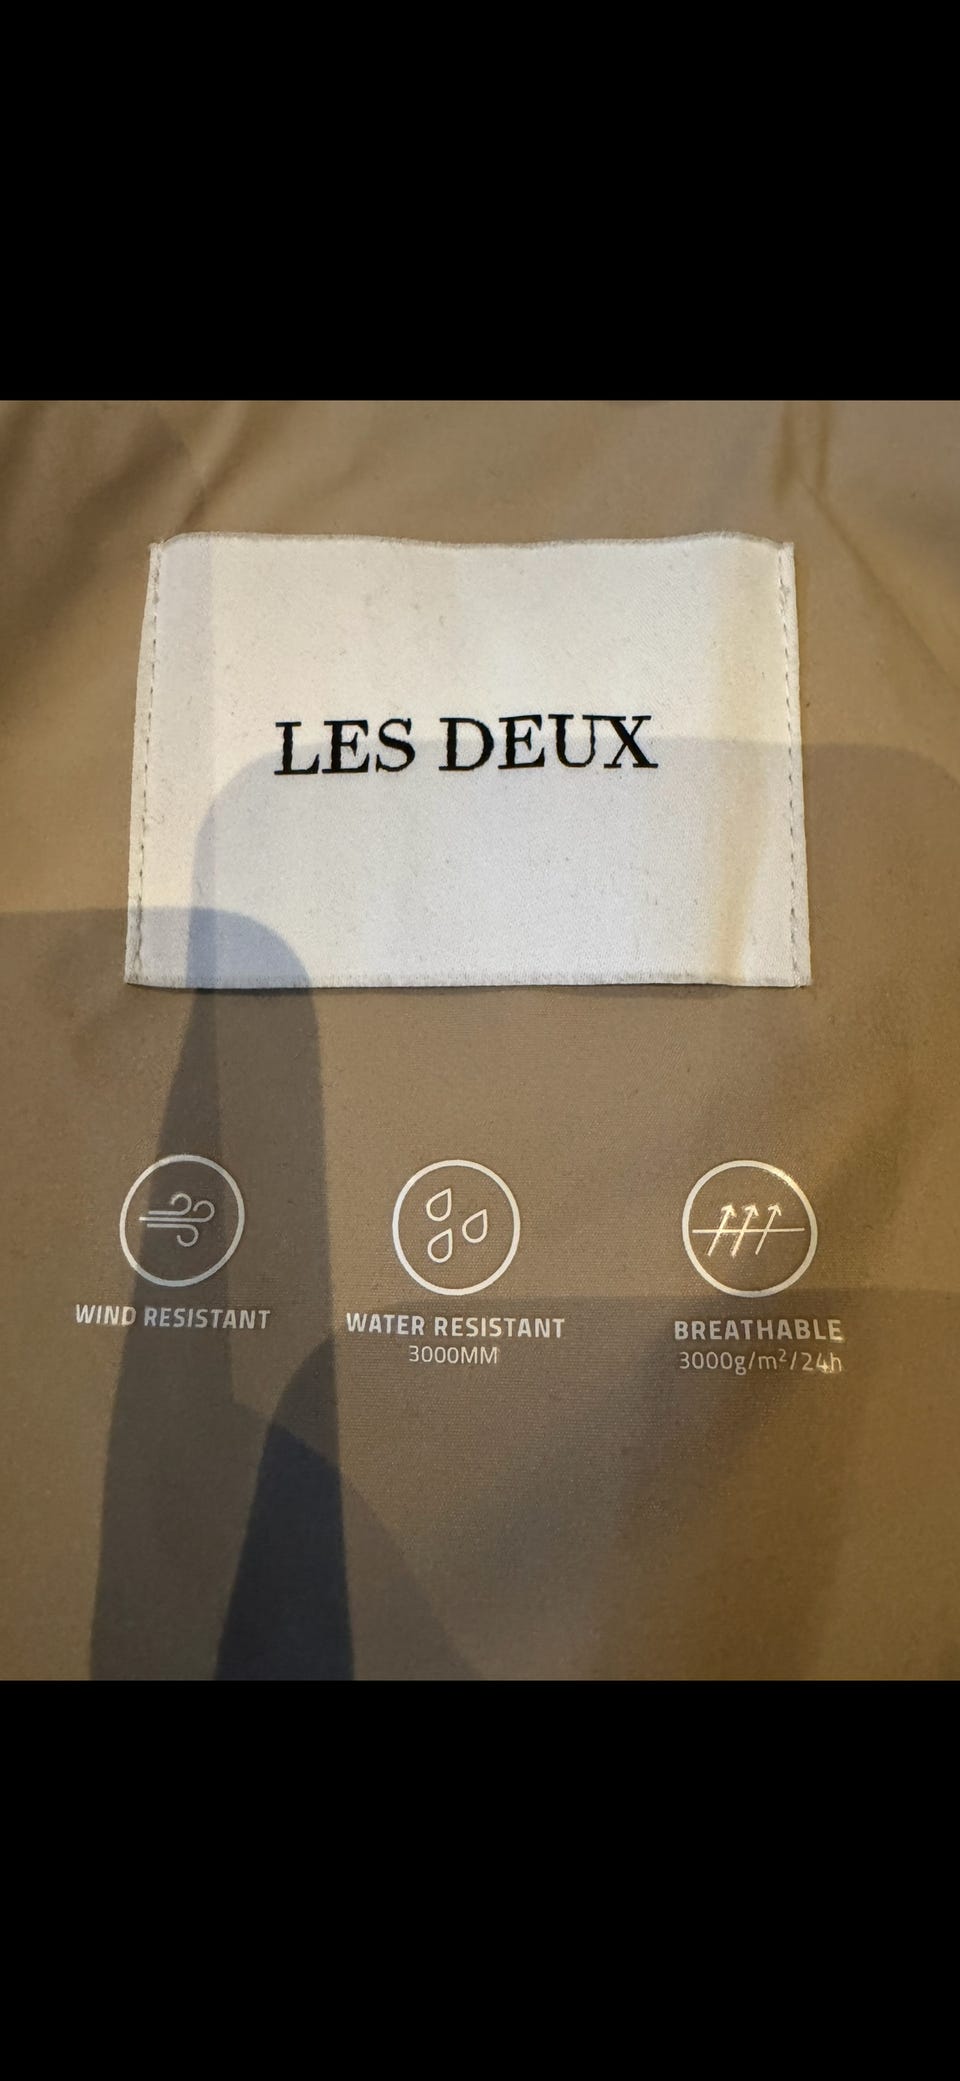 LES DEUX
WIND RESISTANT
WATER RESISTANT
3000MM
BREATHABLE
3000g/m²/24h